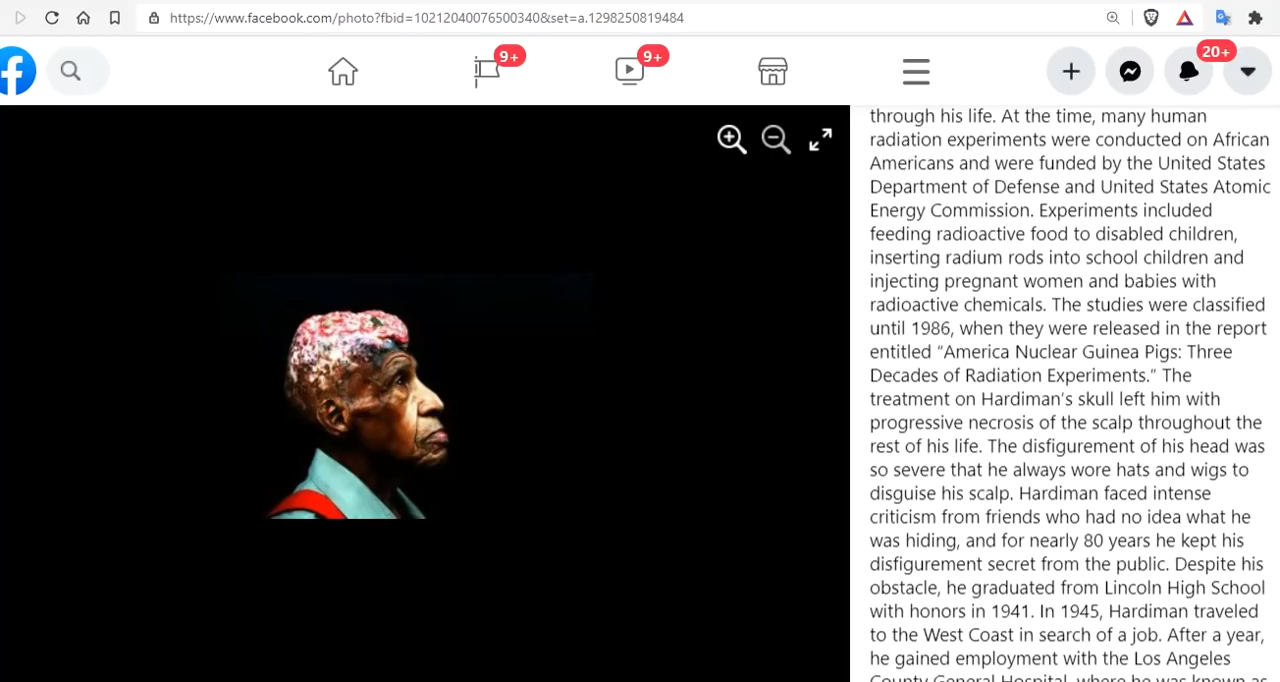 https://www.facebook.com/photo?fbid=10212040076500340&set=a.1298250819484
9+
9+
20+
through his life. At the time, many human
radiation experiments were conducted on African
Americans and were funded by the United States
Department of Defense and United States Atomic
Energy Commission. Experiments included
feeding radioactive food to disabled children,
inserting radium rods into school children and
injecting pregnant women and babies with
radioactive chemicals. The studies were classified
until 1986, when they were released in the report
entitled “America Nuclear Guinea Pigs: Three
Decades of Radiation Experiments.” The
treatment on Hardiman’s skull left him with
progressive necrosis of the scalp throughout the
rest of his life. The disfigurement of his head was
so severe that he always wore hats and wigs to
disguise his scalp. Hardiman faced intense
criticism from friends who had no idea what he
was hiding, and for nearly 80 years he kept his
disfigurement secret from the public. Despite his
obstacle, he graduated from Lincoln High School
with honors in 1941. In 1945, Hardiman traveled
to the West Coast in search of a job. After a year,
he gained employment with the Los Angeles
County General Hospital, where he was known as